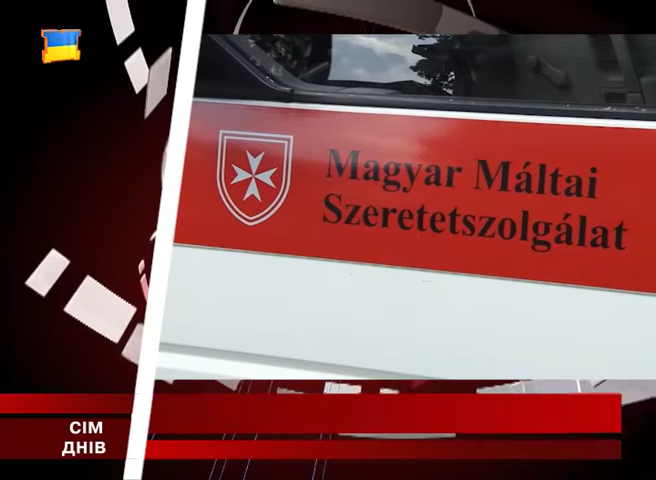 Magyar Máltai
Szeretetszolgálat
СІМ
ДНІВ